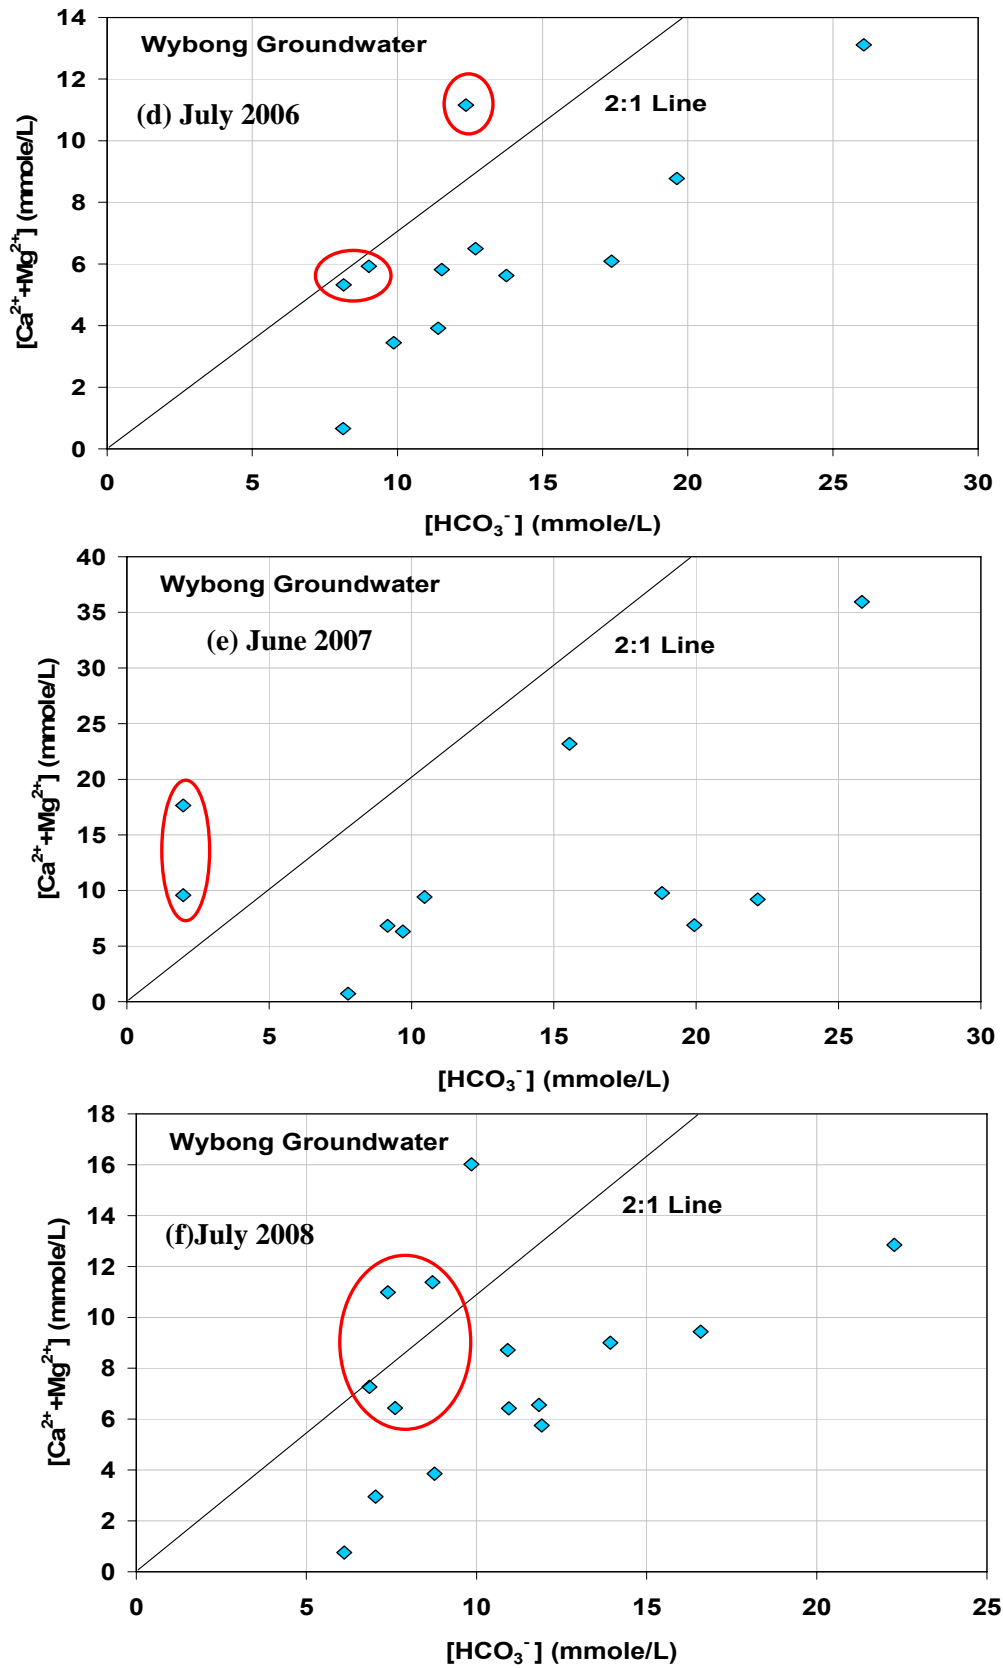 14
Wybong Groundwater
12
(d) July 2006
2:1 Line
10
8
6
4
2
0
[Ca²⁺+Mg²⁺] (mmole/L)
0 5 10 15 20 25 30
[HCO₃⁻] (mmole/L)
40
Wybong Groundwater
35
(e) June 2007
2:1 Line
30
25
20
15
10
5
0
[Ca²⁺+Mg²⁺] (mmole/L)
0 5 10 15 20 25 30
[HCO₃⁻] (mmole/L)
18
Wybong Groundwater
16
14
2:1 Line
(f)July 2008
12
10
8
6
4
2
0
[Ca²⁺+Mg²⁺] (mmole/L)
0 5 10 15 20 25
[HCO₃⁻] (mmole/L)